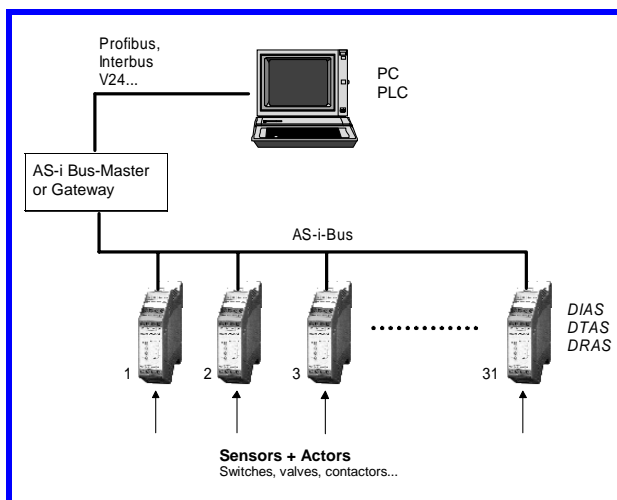 Profibus,
Interbus
V24...
PC
PLC
AS-i Bus-Master
or Gateway
AS-i-Bus
DIAS
DTAS
DRAS
1
2
3
31
Sensors + Actors
Switches, valves, contactors...